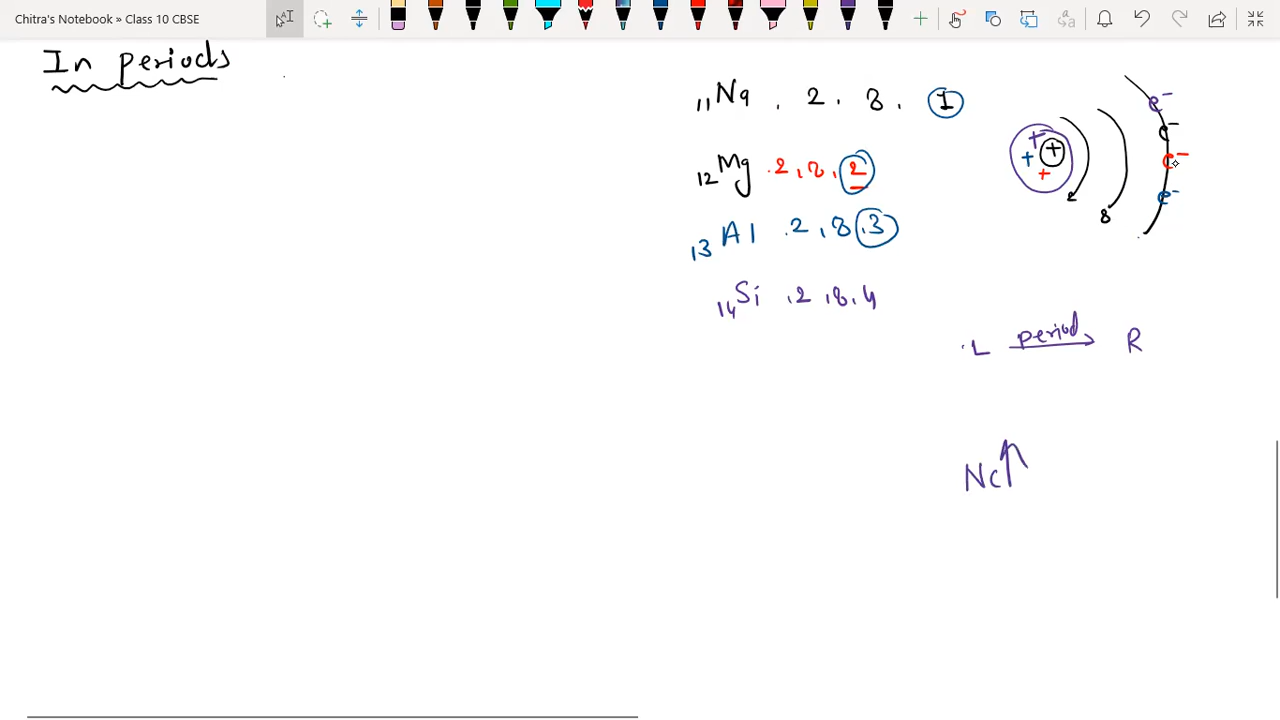 Chitra's Notebook » Class 10 CBSE
In periods
11Na . 2 . 8 . 1
12Mg .2, 8, 2
13Al .2, 8 .3
14Si .2, 8, 4
+ + + +
2
8
e-
e-
e-
e-
.L period R
NC↑